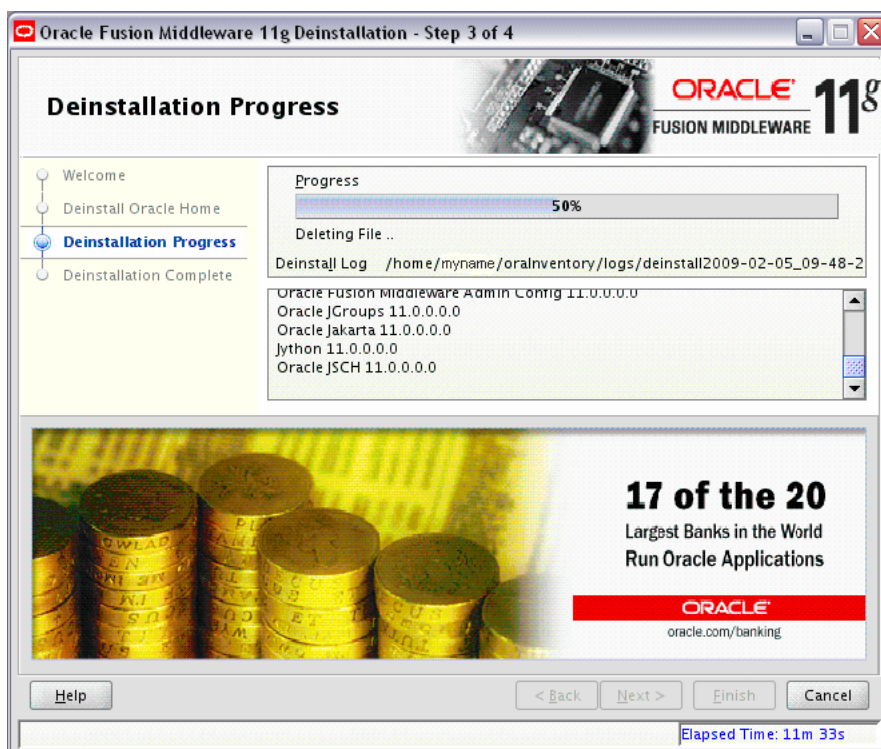 Oracle Fusion Middleware 11g Deinstallation - Step 3 of 4
Deinstallation Progress
ORACLE
FUSION MIDDLEWARE
11g
Welcome
Deinstall Oracle Home
Deinstallation Progress
Deinstallation Complete
Progress
50%
Deleting File ..
Deinstall Log /home/myname/oraInventory/logs/deinstall2009-02-05_09-48-2
Oracle Fusion Middleware Admin Config 11.0.0.0.0
Oracle JGroups 11.0.0.0.0
Oracle Jakarta 11.0.0.0.0
Jython 11.0.0.0.0
Oracle JSCH 11.0.0.0.0
17 of the 20
Largest Banks in the World
Run Oracle Applications
ORACLE
oracle.com/banking
Help
< Back
Next >
Finish
Cancel
Elapsed Time: 11m 33s